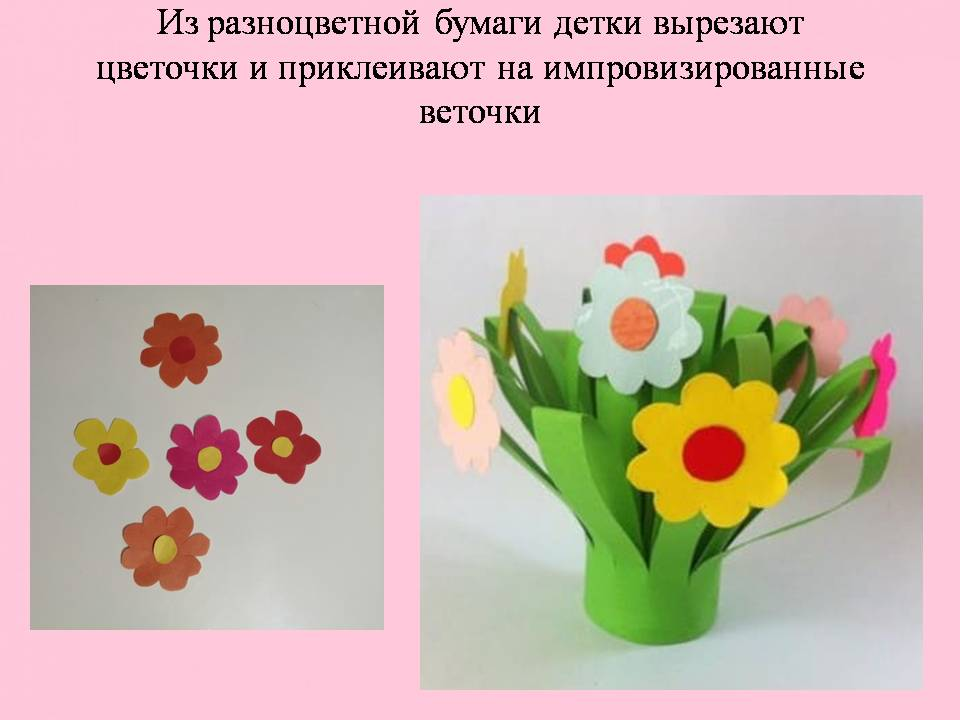 Из разноцветной бумаги детки вырезают
цветочки и приклеивают на импровизированные
веточки